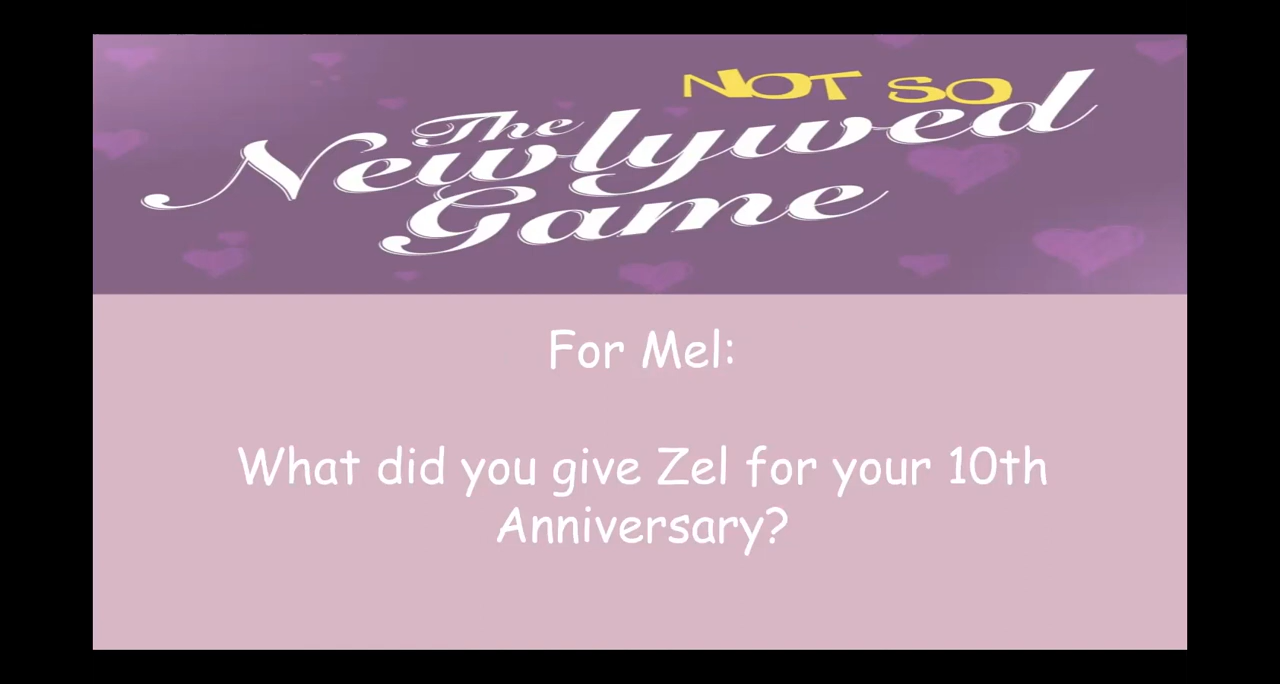 NOT SO
The
Newlywed
Game
For Mel:
What did you give Zel for your 10th
Anniversary?